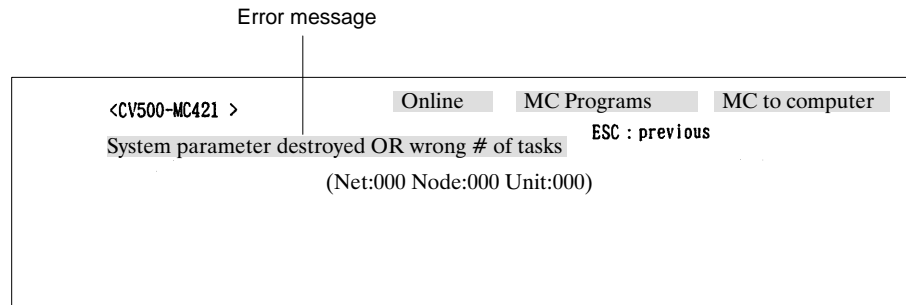 Error message
<CV500-MC421 > Online MC Programs MC to computer
ESC : previous
System parameter destroyed OR wrong # of tasks
(Net:000 Node:000 Unit:000)